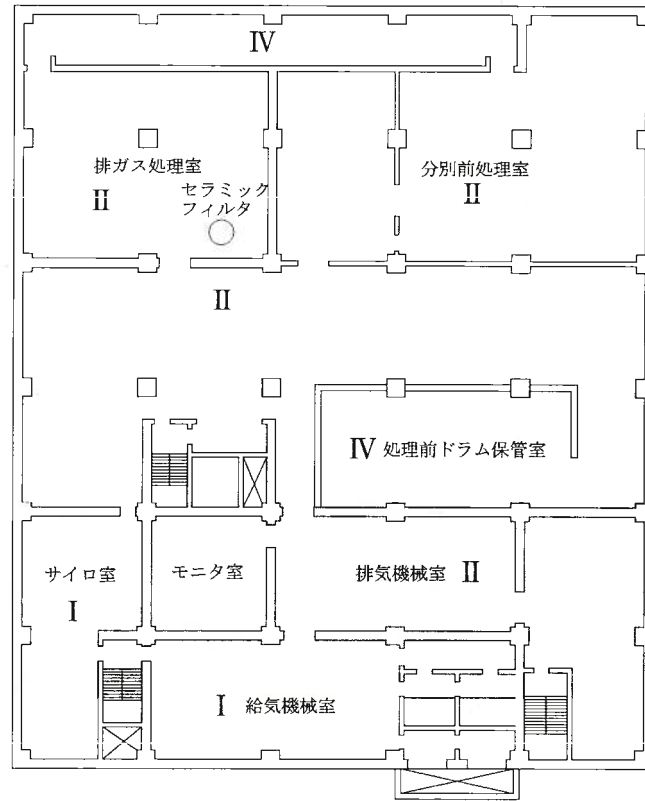 IV
排ガス処理室
分別前処理室
セラミック
フィルタ
II
II
II
IV 処理前ドラム保管室
サイロ室
モニタ室
排気機械室 II
I
I 給気機械室